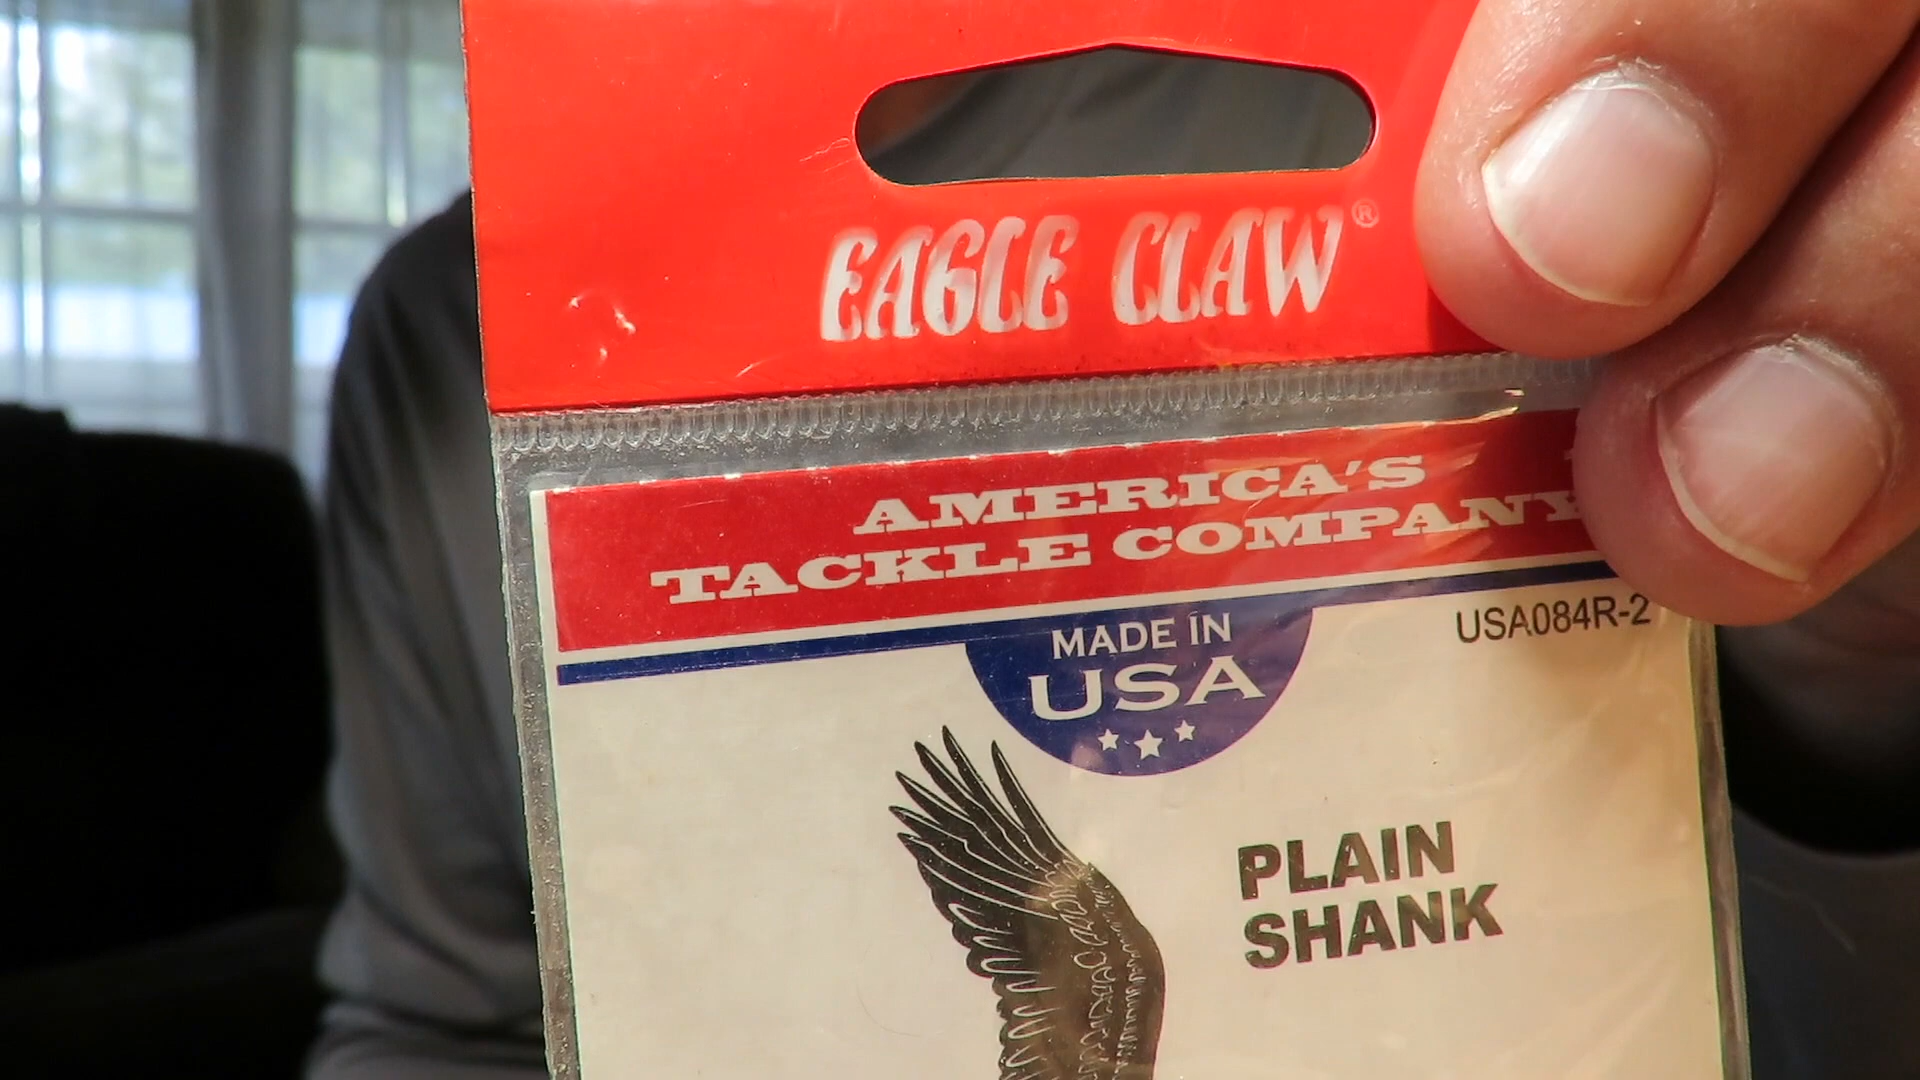 EAGLE CLAW®
AMERICA'S
TACKLE COMPANY
MADE IN
USA
USA084R-2
PLAIN
SHANK